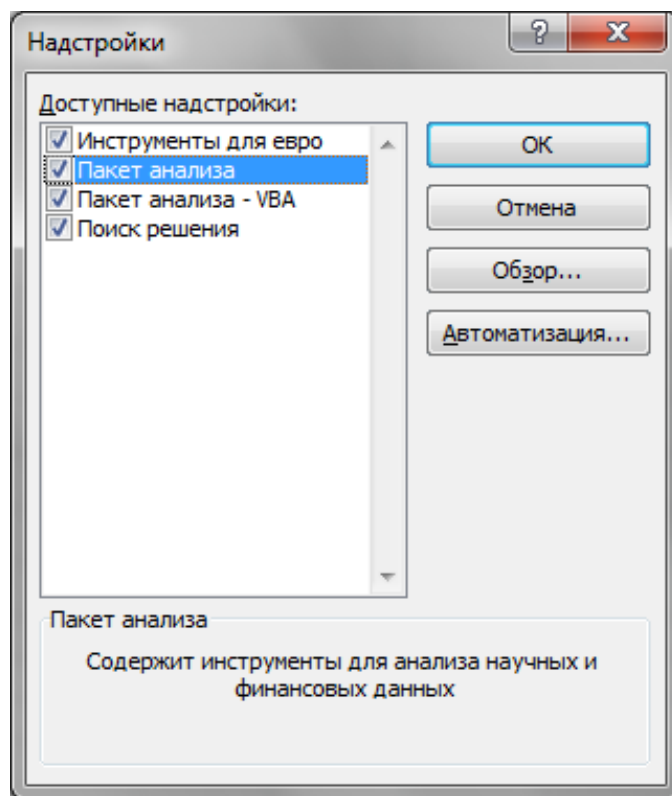 Надстройки
Доступные надстройки:
Инструменты для евро
Пакет анализа
Пакет анализа - VBA
Поиск решения
ОК
Отмена
Обзор...
Автоматизация...
Пакет анализа
Содержит инструменты для анализа научных и
финансовых данных